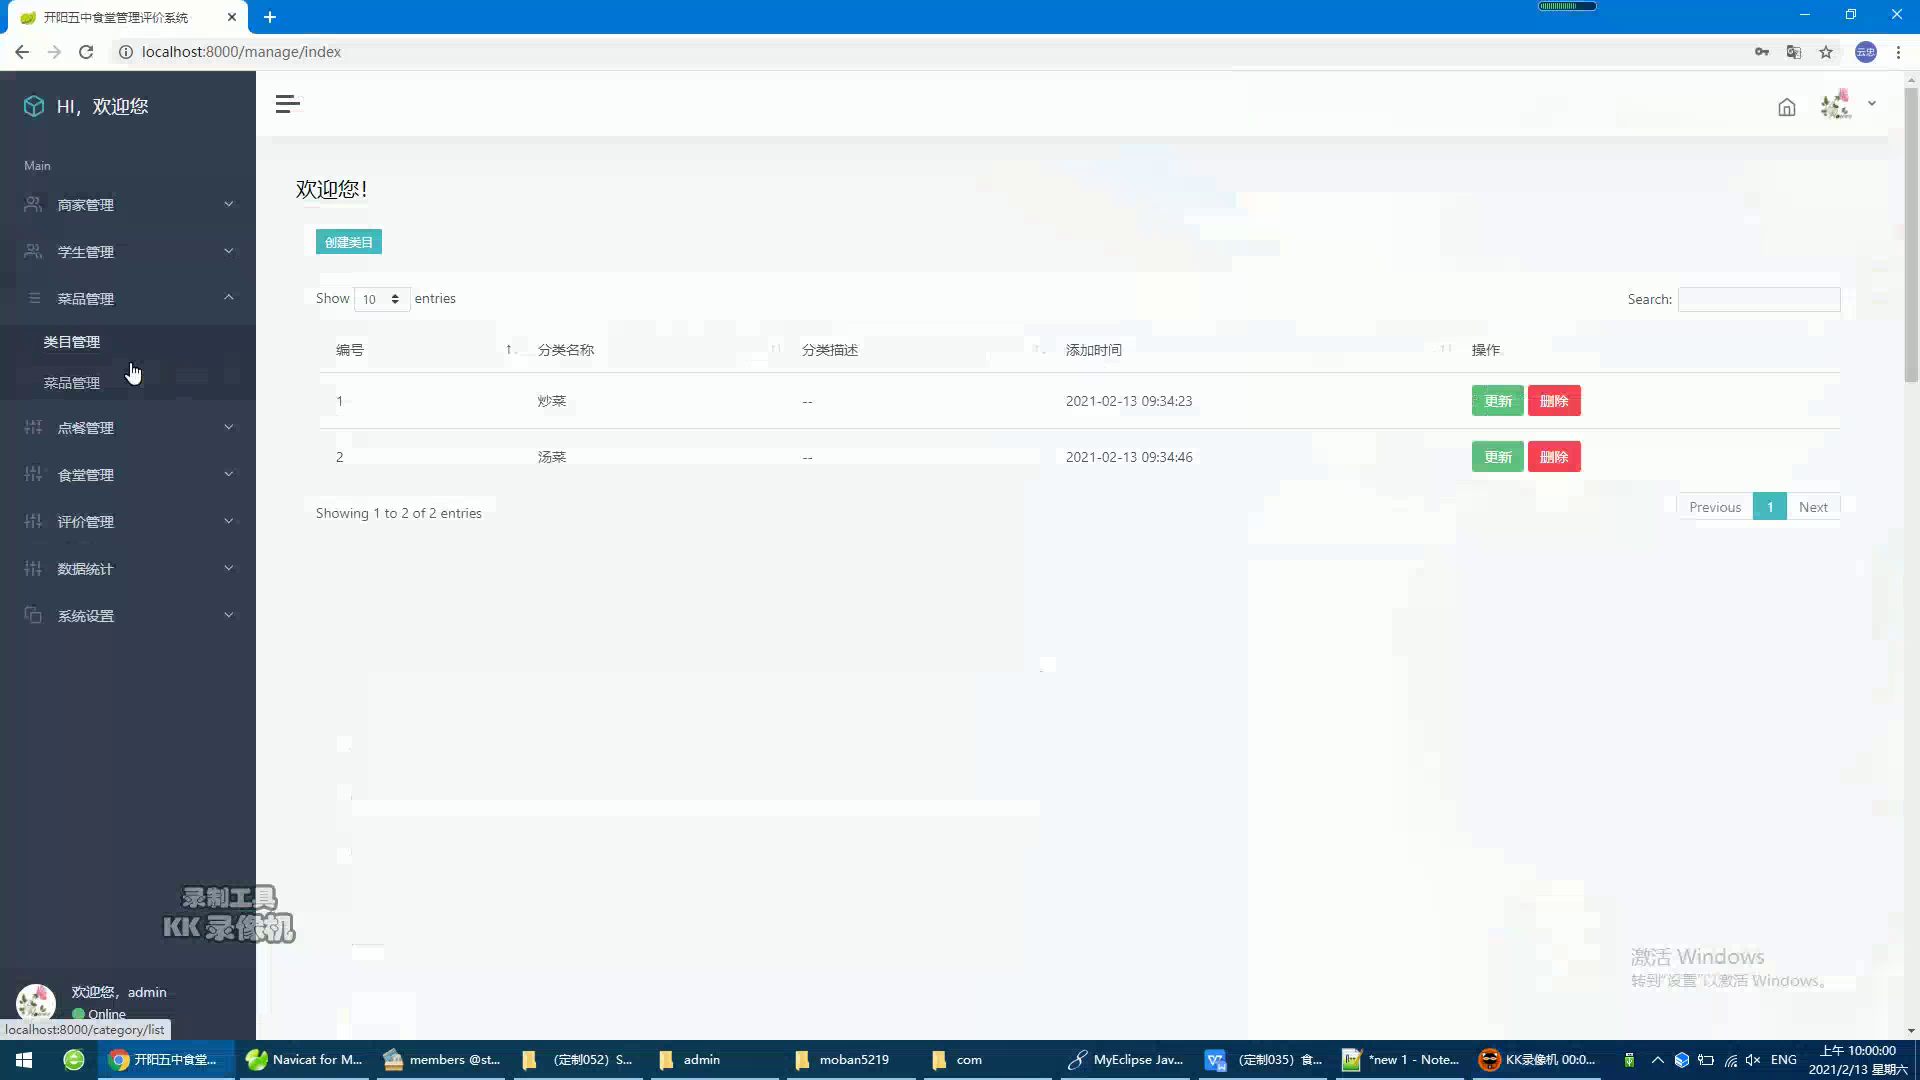 开阳五中食堂管理评价系统
localhost:8000/manage/index
云忠
HI，欢迎您
Main
商家管理
学生管理
菜品管理
类目管理
菜品管理
点餐管理
食堂管理
评价管理
数据统计
系统设置
欢迎您！
创建类目
Show 10 entries
Search:
编号 分类名称 分类描述 添加时间 操作
1 炒菜 -- 2021-02-13 09:34:23 更新 删除
2 汤菜 -- 2021-02-13 09:34:46 更新 删除
Showing 1 to 2 of 2 entries
Previous 1 Next
录制工具
KK 录像机
激活 Windows
转到"设置"以激活 Windows。
欢迎您，admin
Online
localhost:8000/category/list
开阳五中食堂...
Navicat for M...
members @st...
（定制052）S...
admin
moban5219
com
MyEclipse Jav...
（定制035）食...
*new 1 - Note...
KK录像机 00:0...
ENG
上午 10:00:00
2021/2/13 星期六